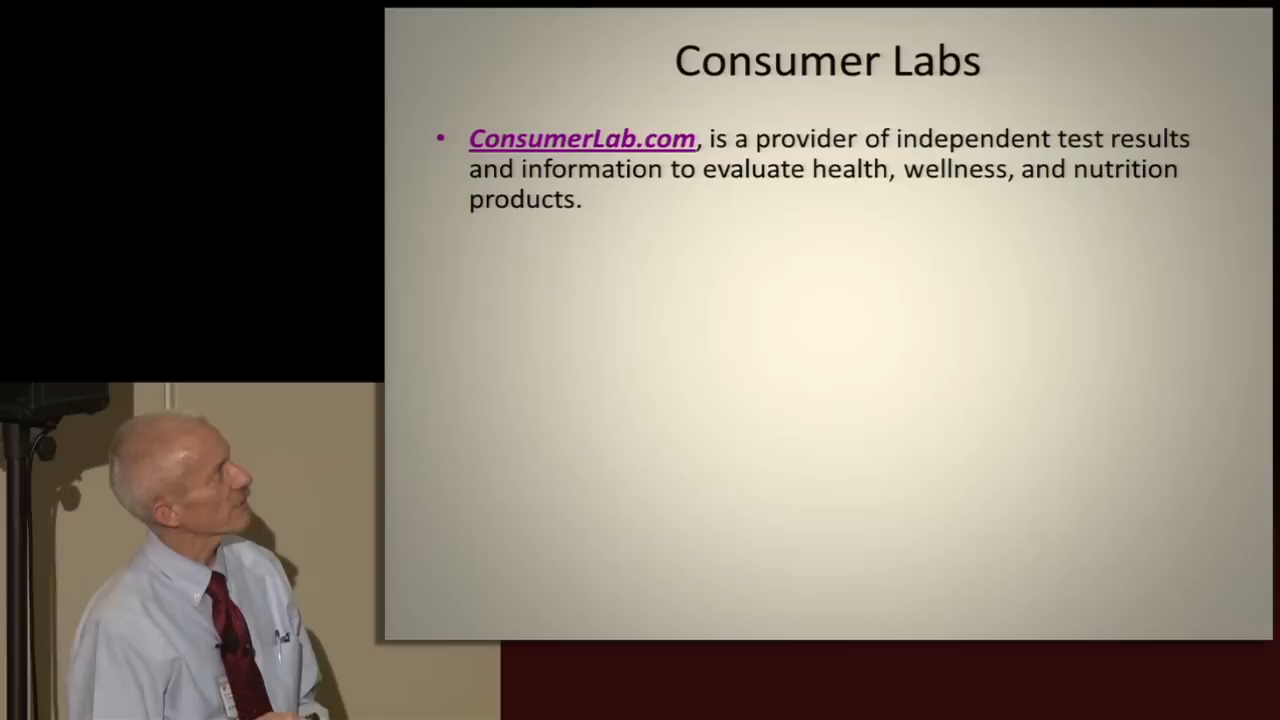 Consumer Labs
• ConsumerLab.com, is a provider of independent test results
and information to evaluate health, wellness, and nutrition
products.